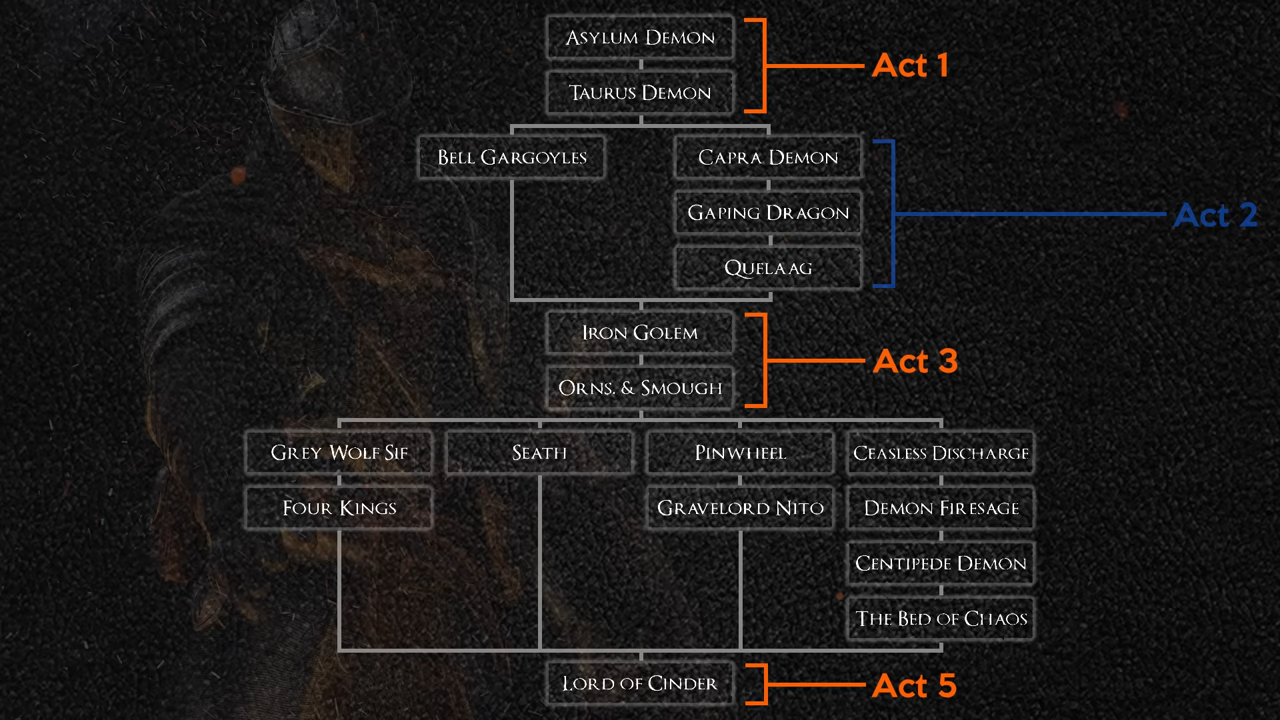 Asylum Demon
Act 1
Taurus Demon
Bell Gargoyles
Capra Demon
Gaping Dragon
Act 2
Quelaag
Iron Golem
Act 3
Orns. & Smough
Grey Wolf Sif
Seath
Pinwheel
Ceasless Discharge
Four Kings
Gravelord Nito
Demon Firesage
Centipede Demon
The Bed of Chaos
Lord of Cinder
Act 5